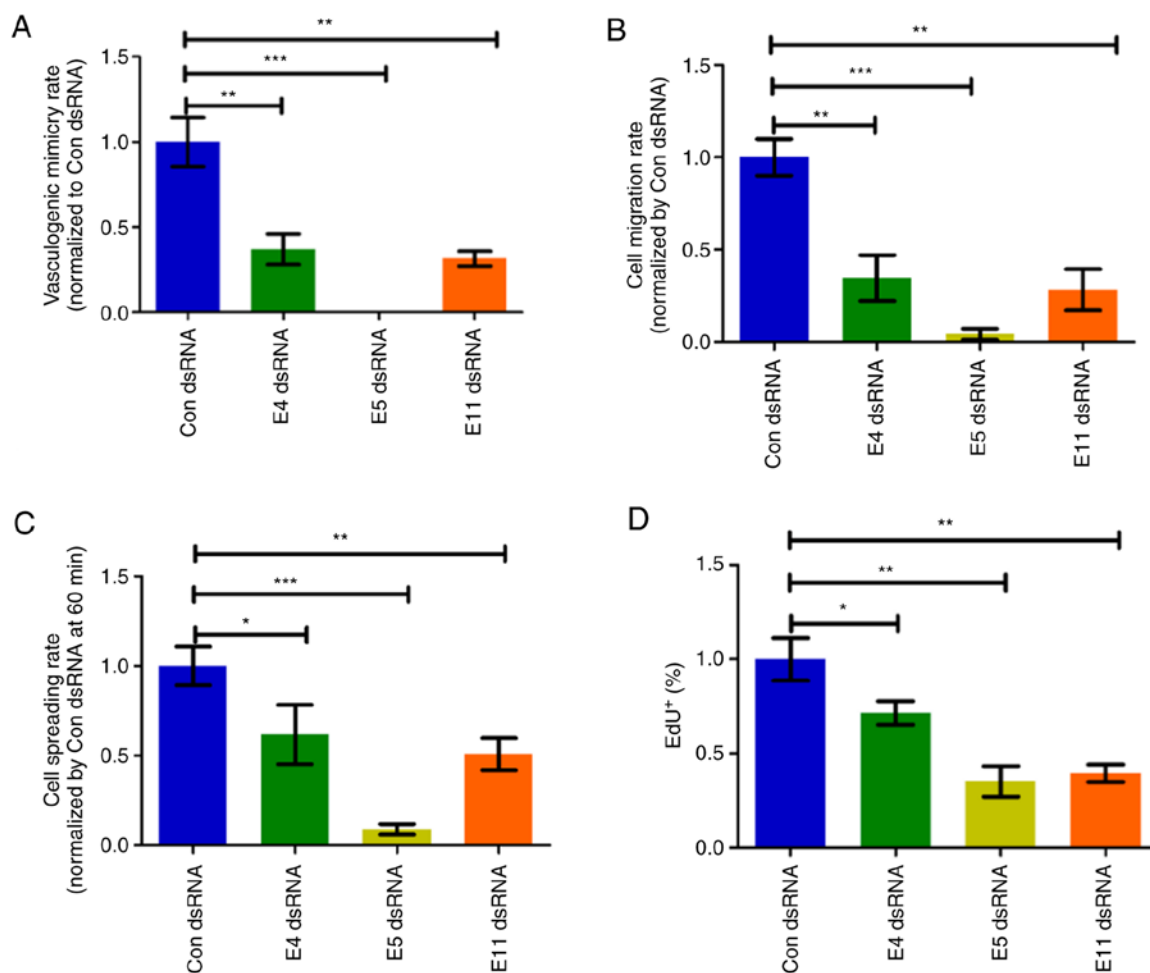 A
Vasculogenic mimicry rate
(normalized to Con dsRNA)
1.5
1.0
0.5
0.0
**
***
**
Con dsRNA
E4 dsRNA
E5 dsRNA
E11 dsRNA
B
Cell migration rate
(normalized by Con dsRNA)
1.5
1.0
0.5
0.0
**
***
**
Con dsRNA
E4 dsRNA
E5 dsRNA
E11 dsRNA
C
Cell spreading rate
(normalized by Con dsRNA at 60 min)
1.5
1.0
0.5
0.0
**
***
*
Con dsRNA
E4 dsRNA
E5 dsRNA
E11 dsRNA
D
EdU⁺ (%)
1.5
1.0
0.5
0.0
**
**
*
Con dsRNA
E4 dsRNA
E5 dsRNA
E11 dsRNA